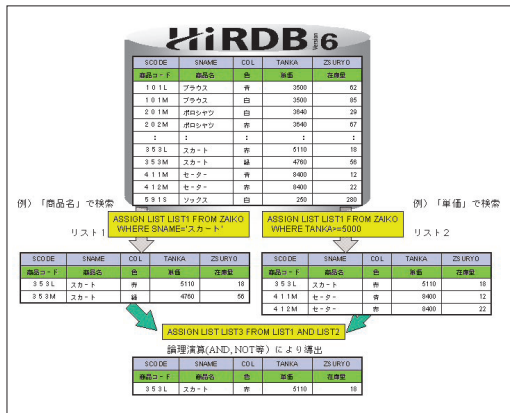 HiRDB Version 6
SCODE SNAME COL TANKA ZSURYO
商品コード 商品名 色 単価 在庫量
101L ブラウス 青 3500 62
101M ブラウス 白 3500 85
201M ポロシャツ 白 3640 29
202M ポロシャツ 赤 3640 67
: : : : :
353L スカート 赤 5110 18
353M スカート 緑 4760 56
411M セーター 青 8400 12
412M セーター 赤 8400 22
591S ソックス 白 250 280
例）「商品名」で検索
例）「単価」で検索
リスト1
ASSIGN LIST LIST1 FROM ZAIKO
WHERE SNAME='スカート'
ASSIGN LIST LIST2 FROM ZAIKO
WHERE TANKA>=5000
リスト2
SCODE SNAME COL TANKA ZSURYO
商品コード 商品名 色 単価 在庫量
353L スカート 赤 5110 18
353M スカート 緑 4760 56
SCODE SNAME COL TANKA ZSURYO
商品コード 商品名 色 単価 在庫量
353L スカート 赤 5110 18
411M セーター 青 8400 12
412M セーター 赤 8400 22
ASSIGN LIST LIST3 FROM LIST1 AND LIST2
論理演算(AND,NOT等）により導出
SCODE SNAME COL TANKA ZSURYO
商品コード 商品名 色 単価 在庫量
353L スカート 赤 5110 18